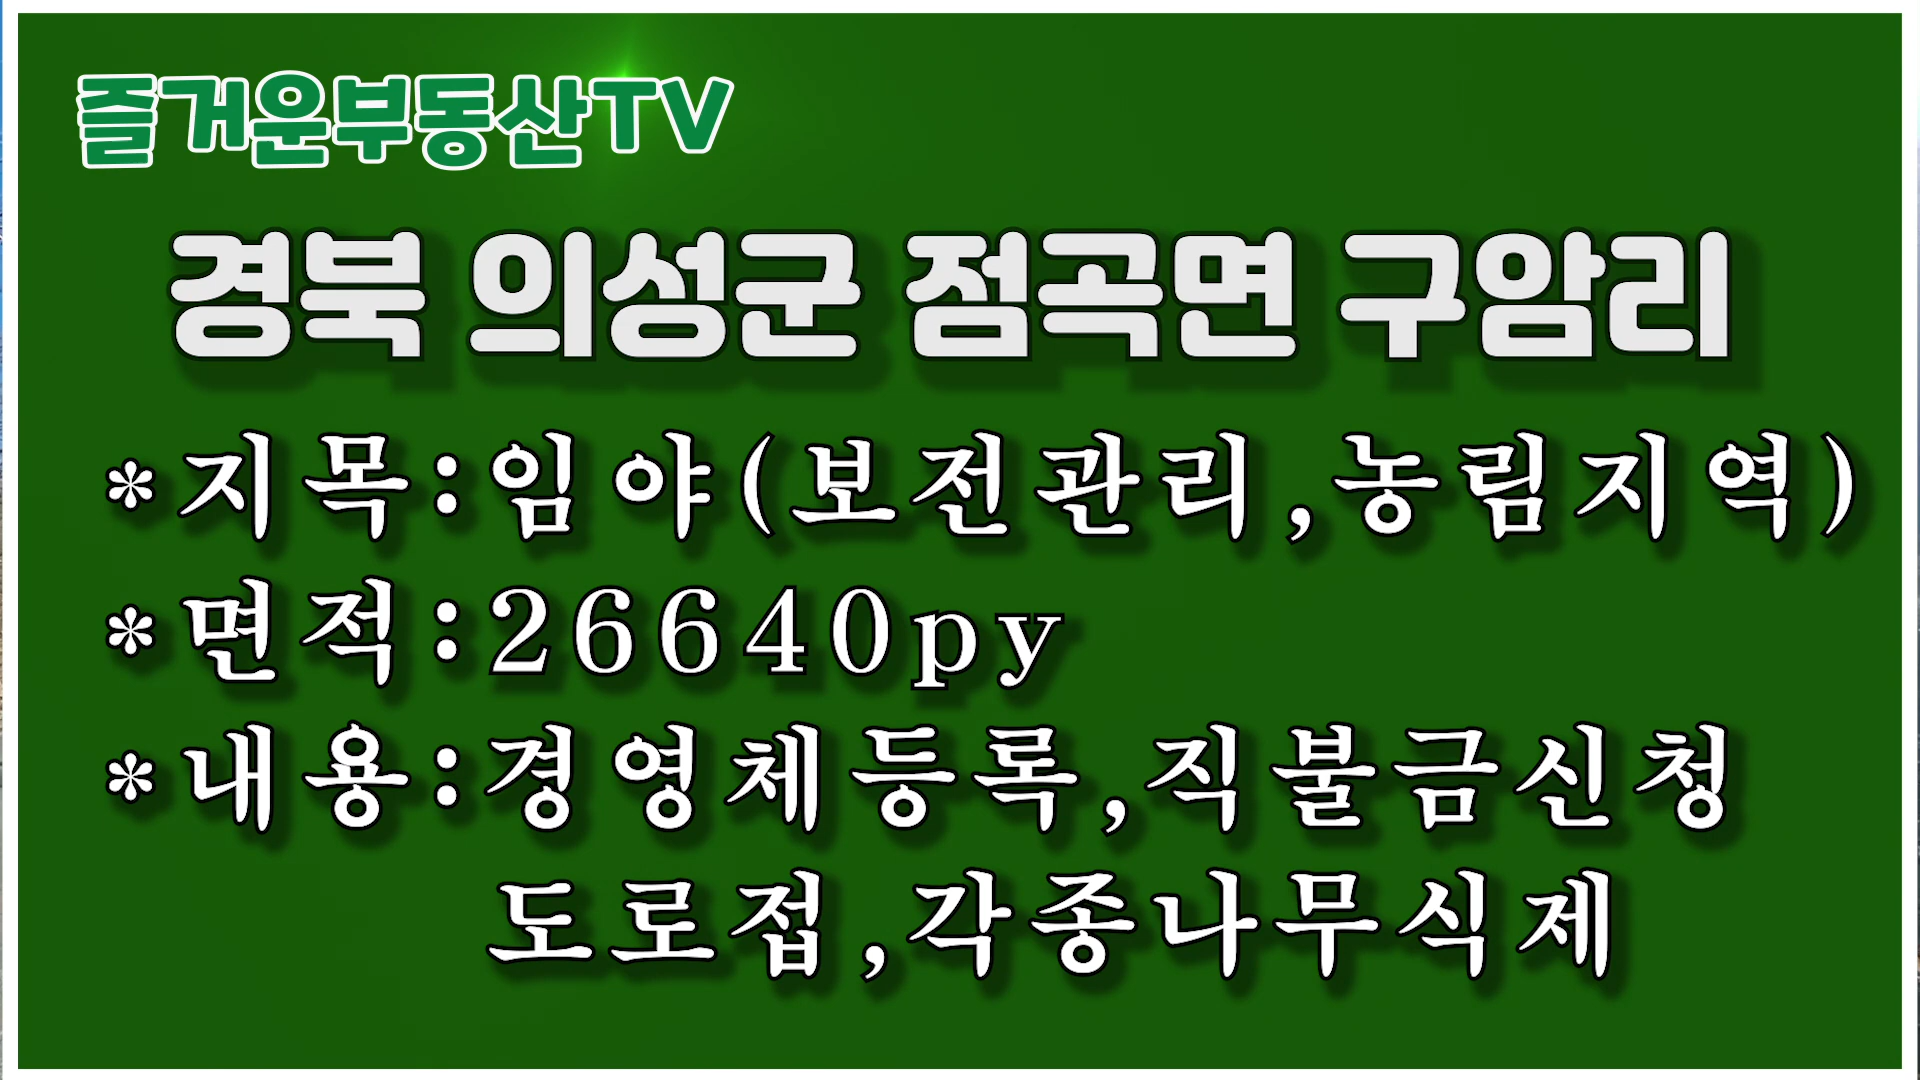 즐거운부동산TV
경북 의성군 점곡면 구암리
*지목:임야(보전관리,농림지역)
*면적:26640py
*내용:경영체등록,직불금신청
도로접,각종나무식제